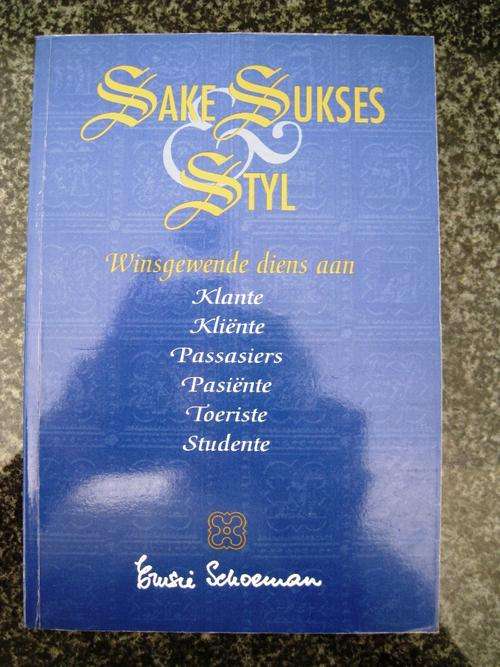 SAKE SUKSES
&
STYL
Winsgewende diens aan
Klante
Kliënte
Passasiers
Pasiënte
Toeriste
Studente
Emsie Schoeman